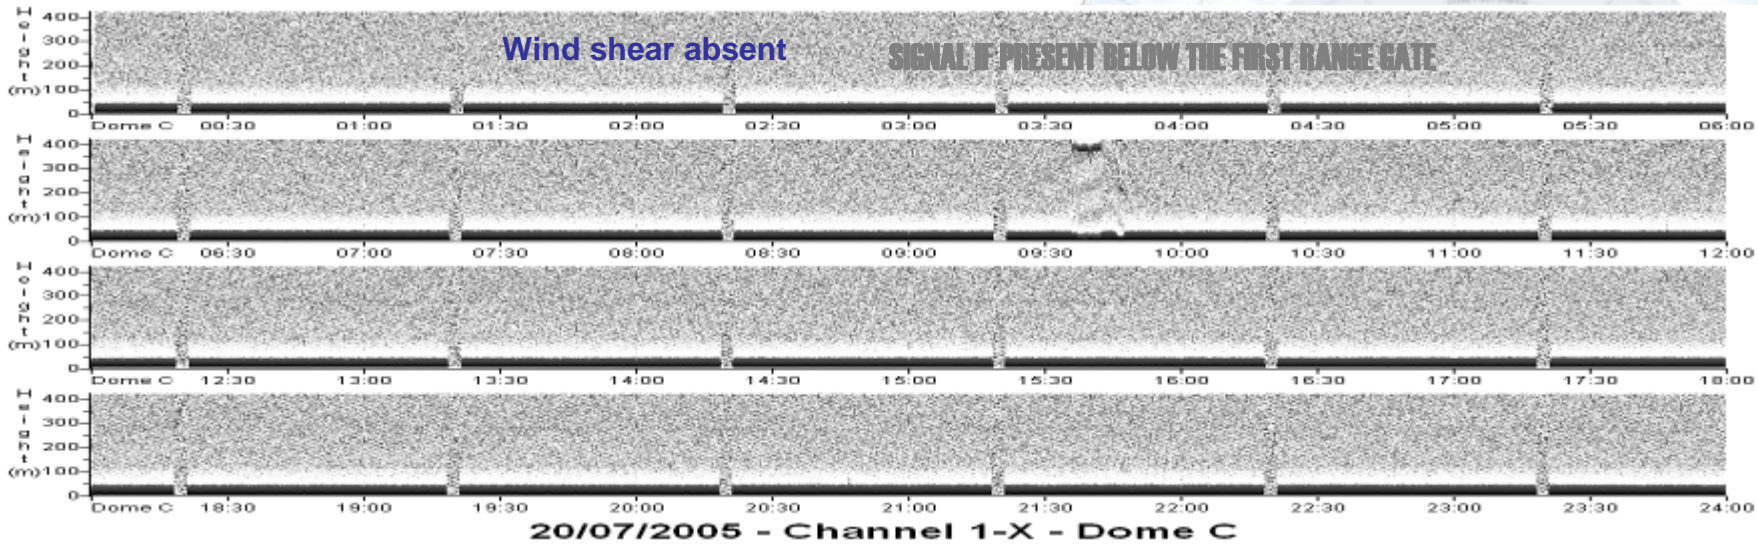 Wind shear absent
SIGNAL IF PRESENT BELOW THE FIRST RANGE GATE
Height (m)
400
300
200
100
0
Dome C 00:30 01:00 01:30 02:00 02:30 03:00 03:30 04:00 04:30 05:00 05:30 06:00
Height (m)
400
300
200
100
0
Dome C 06:30 07:00 07:30 08:00 08:30 09:00 09:30 10:00 10:30 11:00 11:30 12:00
Height (m)
400
300
200
100
0
Dome C 12:30 13:00 13:30 14:00 14:30 15:00 15:30 16:00 16:30 17:00 17:30 18:00
Height (m)
400
300
200
100
0
Dome C 18:30 19:00 19:30 20:00 20:30 21:00 21:30 22:00 22:30 23:00 23:30 24:00
20/07/2005 - Channel 1-X - Dome C